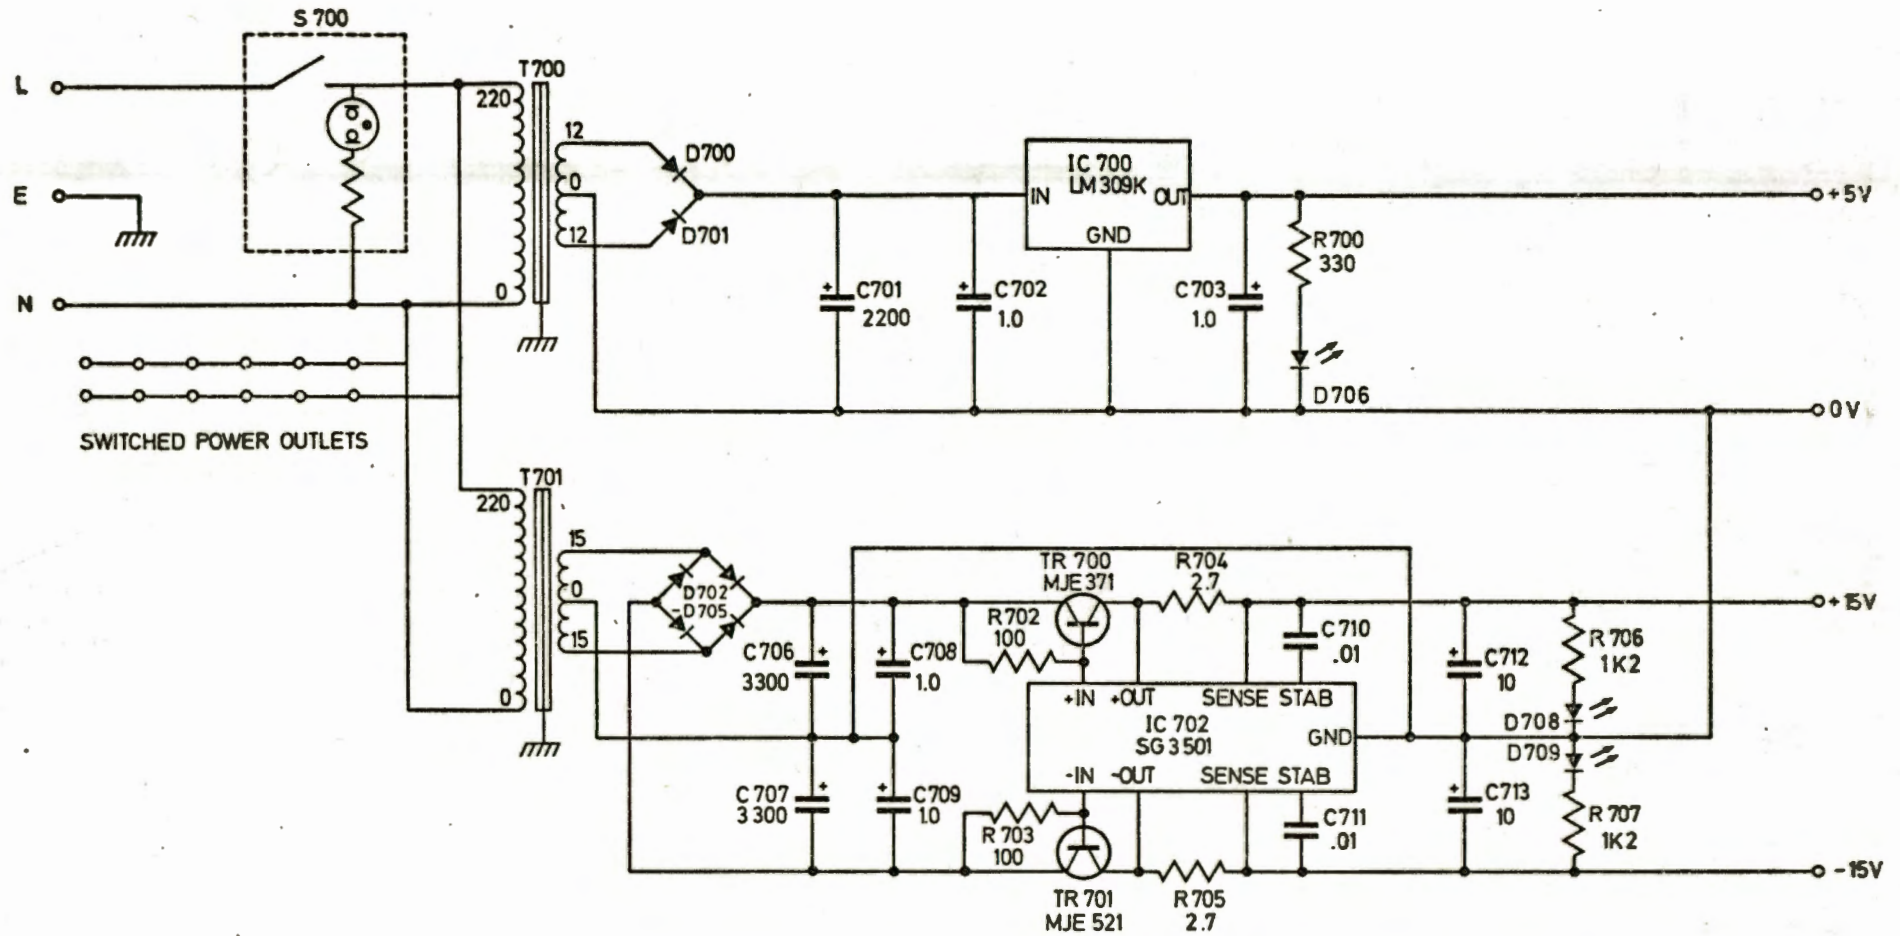 S 700
L
E
N
T700
220
0
12
0
12
D700
D701
IC 700
LM 309K
IN
OUT
GND
C701
2200
C702
1.0
C703
1.0
R700
330
D706
+5V
0V
SWITCHED POWER OUTLETS
T701
220
0
15
0
15
D702
-D705
C706
3300
C708
1.0
C707
3300
C709
1.0
R702
100
TR 700
MJE 371
R704
2.7
C710
.01
+IN +OUT SENSE STAB
IC 702
SG 3501
GND
-IN -OUT SENSE STAB
R703
100
TR 701
MJE 521
R705
2.7
C711
.01
C712
10
C713
10
R706
1K2
D708
D709
R707
1K2
+15V
-15V